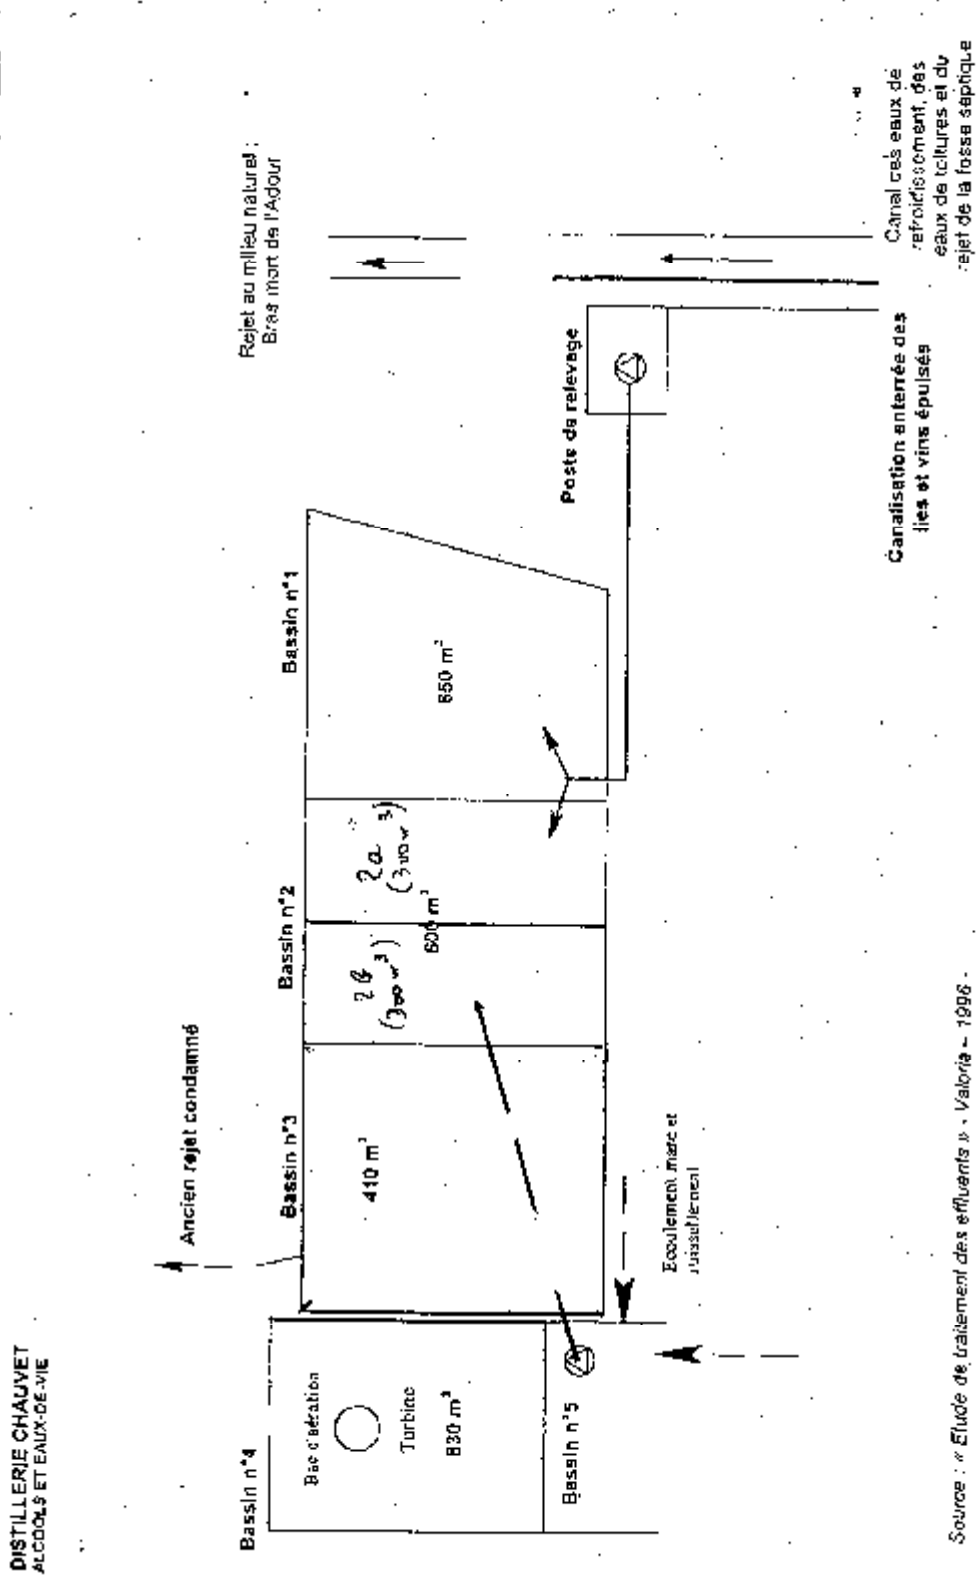 DISTILLERIE CHAUVET
ALCOOLS ET EAUX-DE-VIE
Ancien rejet condamné
Rejet au milieu naturel :
Bras mort de l'Adour
Bassin n°4
Bassin n°3
Bassin n°2
Bassin n°1
Bac d'aération
Turbine
830 m³
410 m³
2b
(300 m³)
2a
(300 m³)
600 m³
650 m³
Bassin n°5
Poste de relevage
Ecoulement marc et
ruissellement
Canalisation enterrée des
lies et vins épuisés
Canal des eaux de
refroidissement, des
eaux de toitures et du
rejet de la fosse septique
Source : « Etude de traitement des effluents » - Valoria – 1996 -